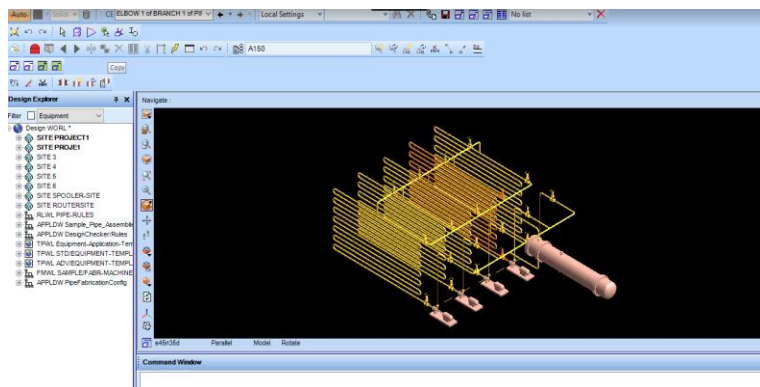 Auto Solid CE ELBOW 1 of BRANCH 1 of PIF Local Settings No list
A150
Copy
Design Explorer
Filter Equipment
Design WORL *
SITE PROJECT1
SITE PROJE1
SITE 3
SITE 4
SITE 5
SITE 6
SITE SPOOLER-SITE
SITE ROUTERSITE
RLWL PIPE-RULES
APPLDW Sample_Pipe_Assemble
APPLDW DesignChecker/Rules
TPWL Equipment-Application-Tem
TPWL STD/EQUIPMENT-TEMPL
TPWL ADV/EQUIPMENT-TEMPL
FMWL SAMPLE/FABR-MACHINE
APPLDW PipeFabricationConfig
Navigate :
e45n35d Parallel Model Rotate
Command Window